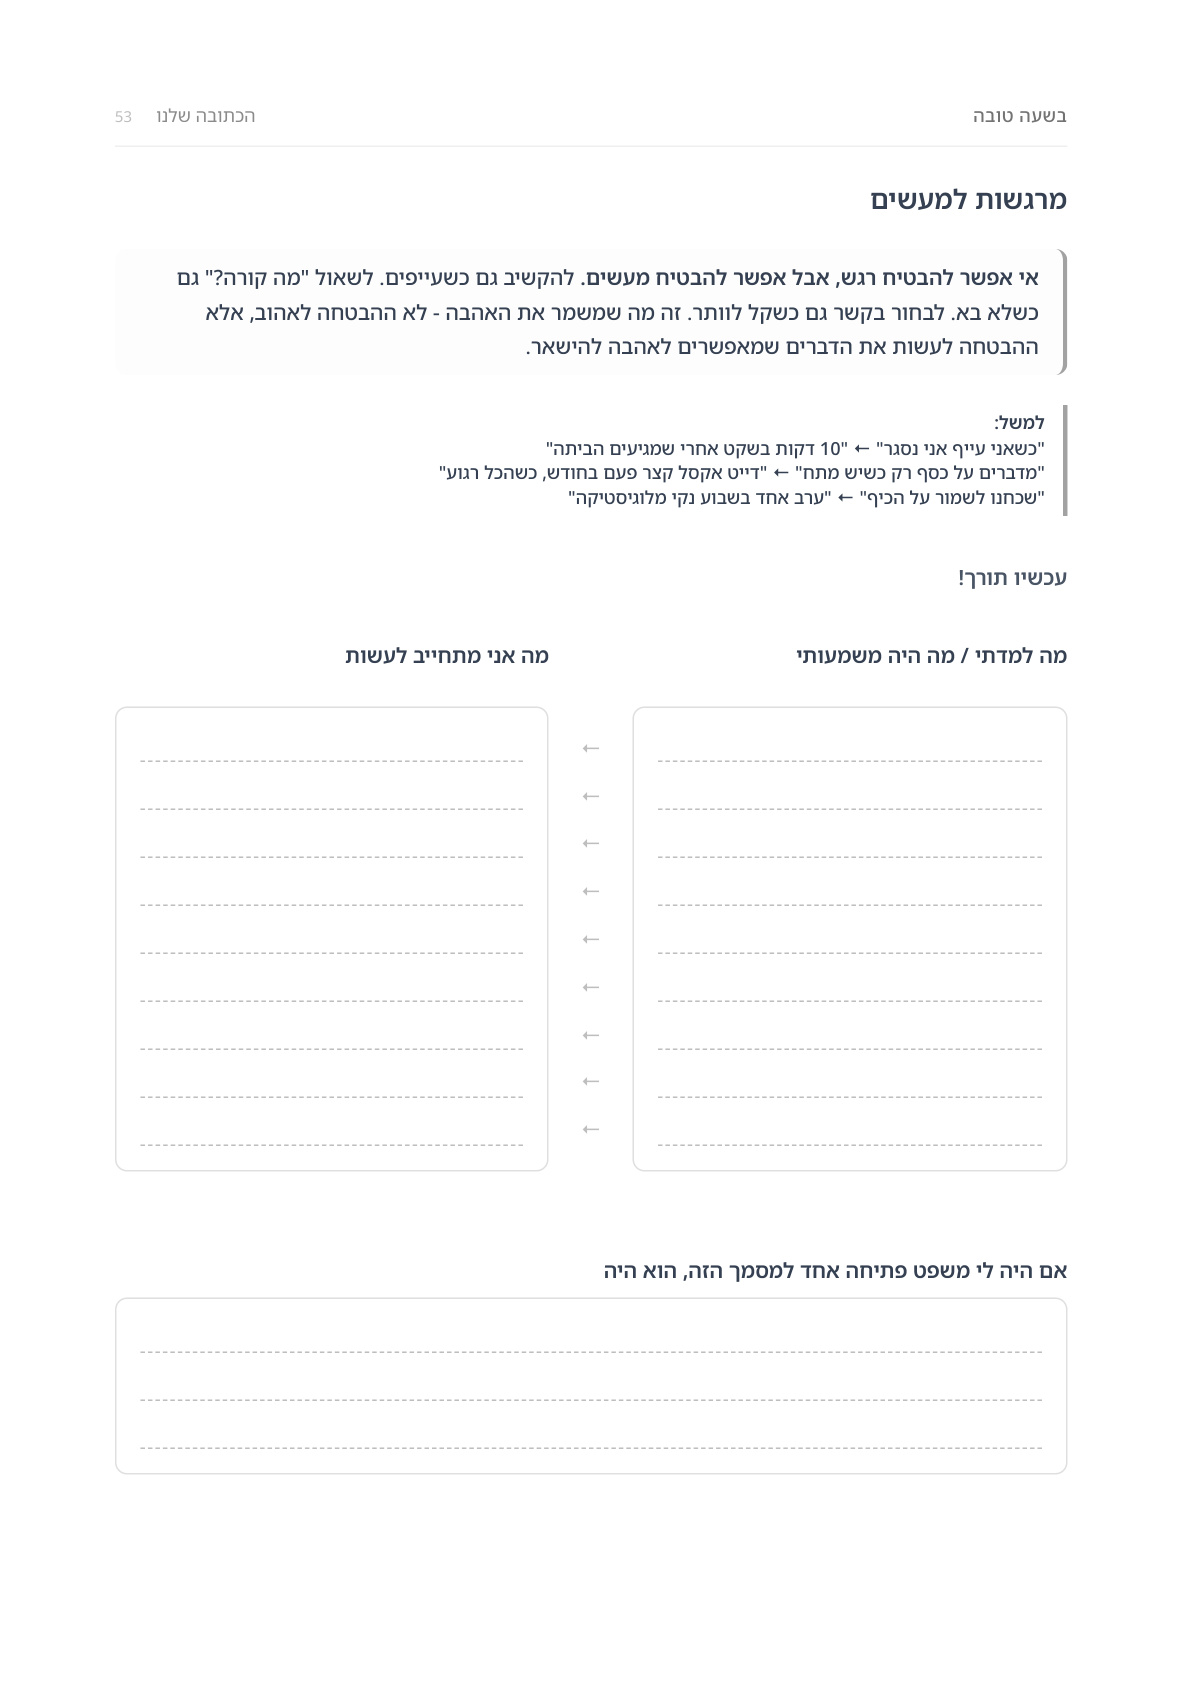 בשעה טובה
הכתובה שלנו 53
מרגשות למעשים
אי אפשר להבטיח רגש, אבל אפשר להבטיח מעשים. להקשיב גם כשעייפים. לשאול "מה קורה?" גם
כשלא בא. לבחור בקשר גם כשקל לוותר. זה מה שמשמר את האהבה - לא ההבטחה לאהוב, אלא
ההבטחה לעשות את הדברים שמאפשרים לאהבה להישאר.
למשל:
"כשאני עייף אני נסגר" ← "10 דקות בשקט אחרי שמגיעים הביתה"
"מדברים על כסף רק כשיש מתח" ← "דייט אקסל קצר פעם בחודש, כשהכל רגוע"
"שכחנו לשמור על הכיף" ← "ערב אחד בשבוע נקי מלוגיסטיקה"
עכשיו תורך!
מה למדתי / מה היה משמעותי
מה אני מתחייב לעשות
←
←
←
←
←
←
←
←
←
אם היה לי משפט פתיחה אחד למסמך הזה, הוא היה